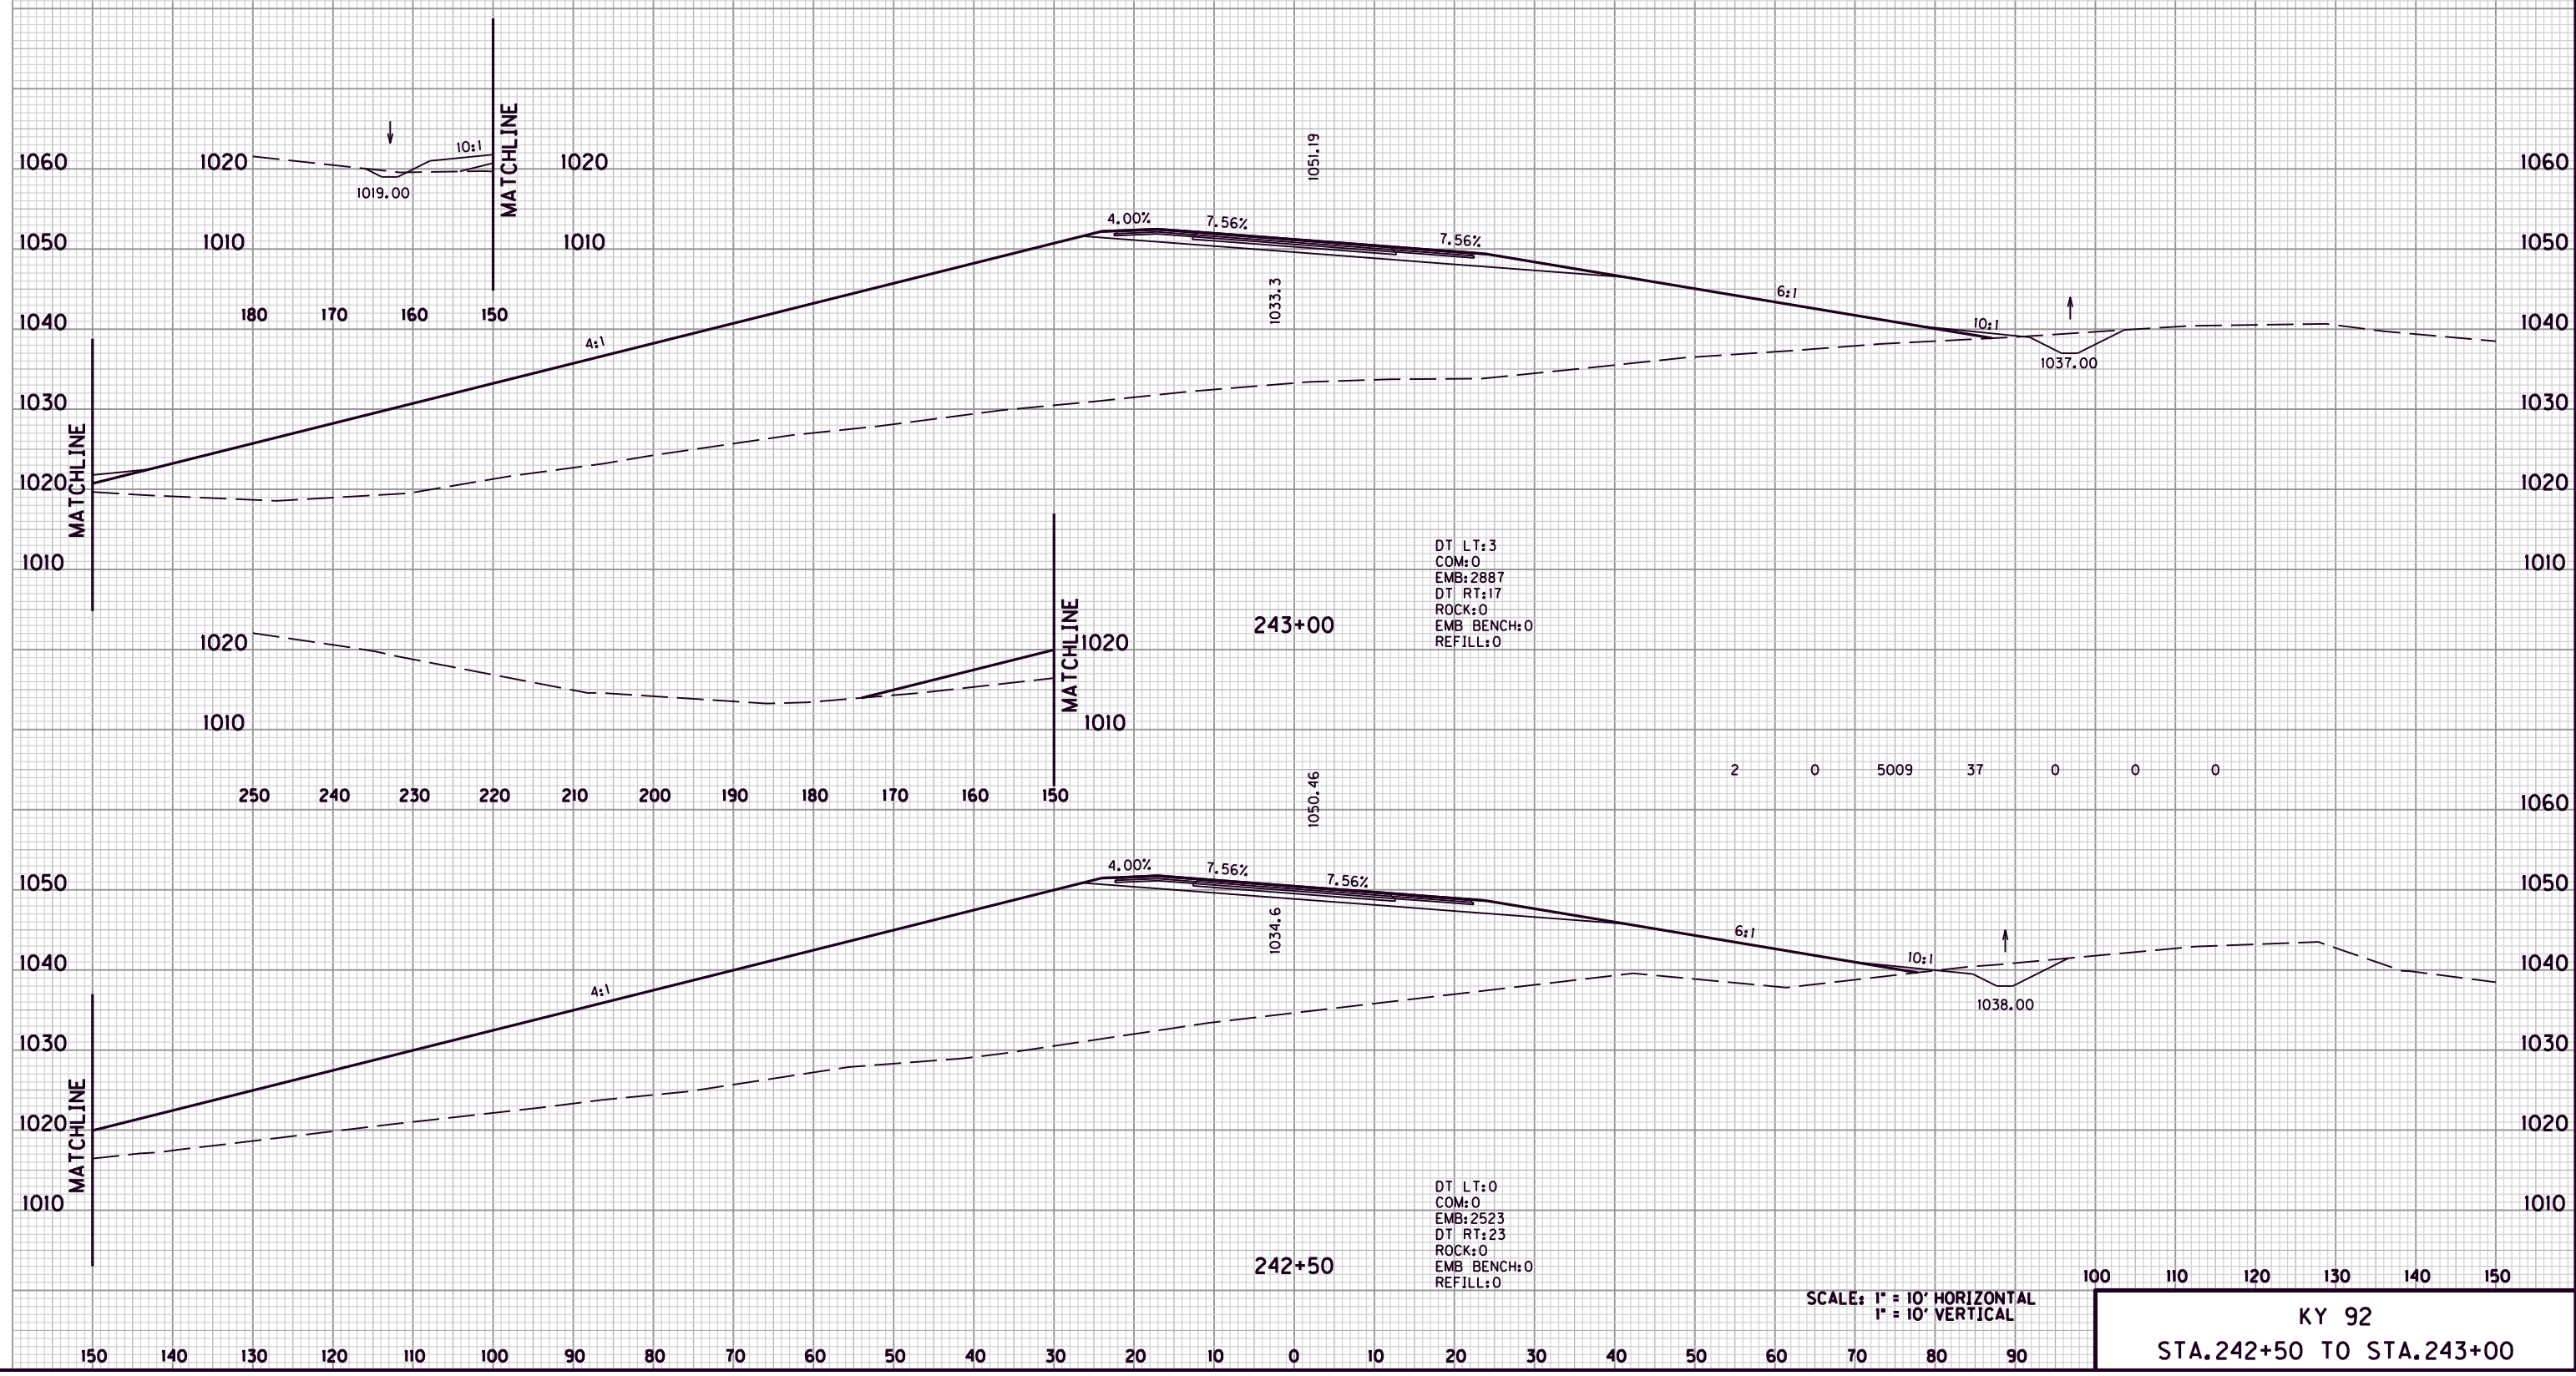 MATCHLINE
10:1
1060 1020 1020 1051.19 1060
1019.00
4.00% 7.56%
1050 1010 1010 7.56% 1050
1033.3 6:1
180 170 160 150
1040 4:1 10:1 1040
1037.00
1030 1030
MATCHLINE
1020 1020
DT LT:3
1010 COM:0 1010
EMB:2887
DT RT:17
ROCK:0
243+00 EMB BENCH:0
1020 MATCHLINE 1020 REFILL:0
1010 1010
2 0 5009 37 0 0 0
250 240 230 220 210 200 190 180 170 160 150 1050.46 1060
4.00% 7.56% 7.56%
1050 1050
1034.6 6:1
1040 10:1 1040
4:1 1038.00
1030 1030
MATCHLINE
1020 1020
DT LT:0
1010 COM:0 1010
EMB:2523
DT RT:23
ROCK:0
242+50 EMB BENCH:0
REFILL:0
100 110 120 130 140 150
SCALE: 1" = 10' HORIZONTAL
1" = 10' VERTICAL
KY 92
STA.242+50 TO STA.243+00
150 140 130 120 110 100 90 80 70 60 50 40 30 20 10 0 10 20 30 40 50 60 70 80 90